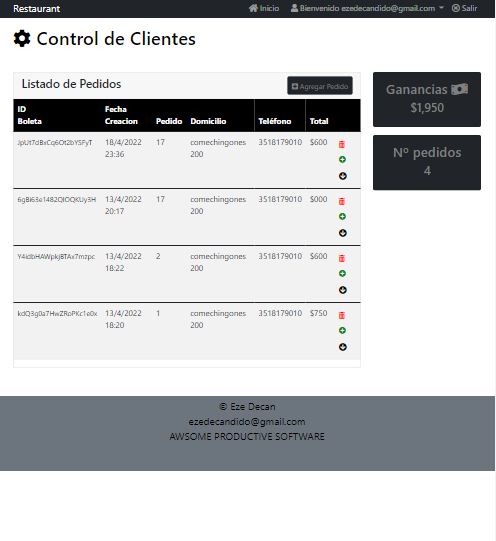 Restaurant
Inicio
Bienvenido ezedecandido@gmail.com
Salir
Control de Clientes
Listado de Pedidos
Agregar Pedido
ID Boleta Fecha Creacion Pedido Domicilio Teléfono Total
JpUt7dBxCq6Ot2bYSFyT 18/4/2022 23:36 17 comechingones 200 3518179010 $600
6gBi63e1482QIOQKUy3H 13/4/2022 20:17 17 comechingones 200 3518179010 $000
Y4idbHAWpkjBTAx7mzpc 13/4/2022 18:22 2 comechingones 200 3518179010 $600
kdQ3g0a7HwZRoPKc1e0x 13/4/2022 18:20 1 comechingones 200 3518179010 $750
Ganancias
$1,950
Nº pedidos
4
© Eze Decan
ezedecandido@gmail.com
AWSOME PRODUCTIVE SOFTWARE